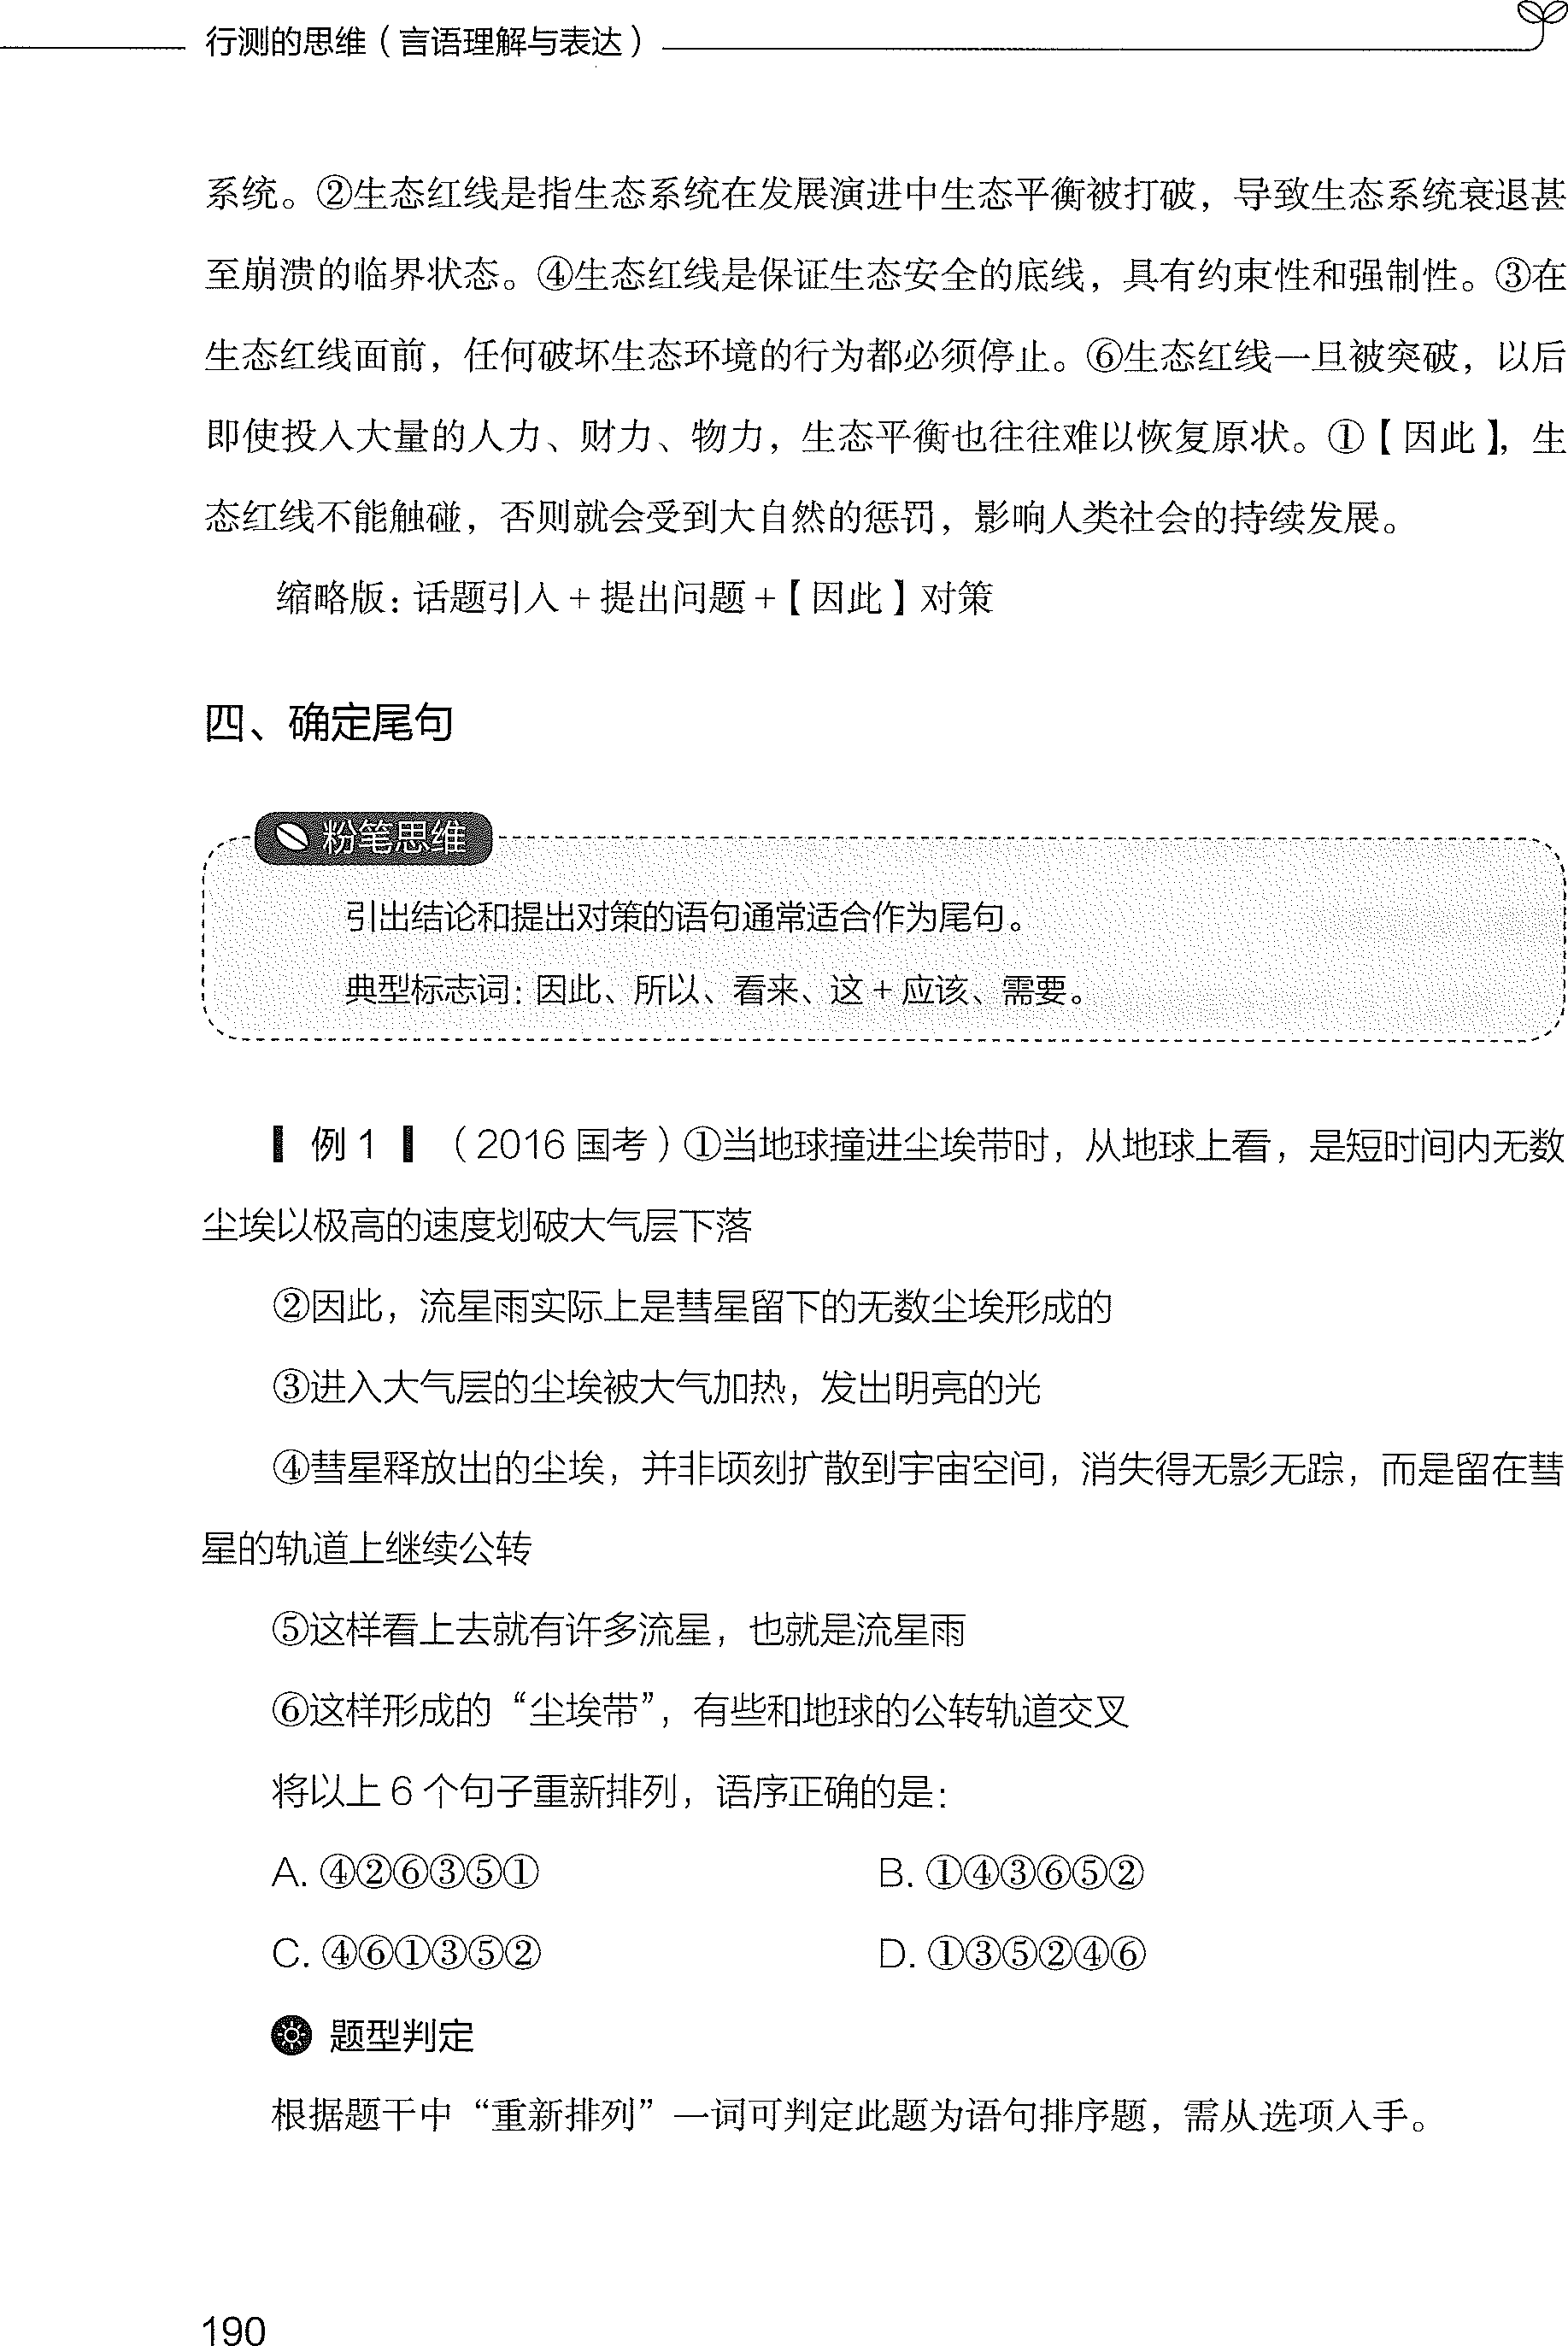 行测的思维（言语理解与表达）
系统。②生态红线是指生态系统在发展演进中生态平衡被打破，导致生态系统衰退甚
至崩溃的临界状态。④生态红线是保证生态安全的底线，具有约束性和强制性。③在
生态红线面前，任何破坏生态环境的行为都必须停止。⑥生态红线一旦被突破，以后
即使投入大量的人力、财力、物力，生态平衡也往往难以恢复原状。①【因此】，生
态红线不能触碰，否则就会受到大自然的惩罚，影响人类社会的持续发展。
缩略版：话题引入+提出问题+【因此】对策
四、确定尾句
粉笔思维
引出结论和提出对策的语句通常适合作为尾句。
典型标志词：因此、所以、看来、这+应该、需要。
例1 （2016国考）①当地球撞进尘埃带时，从地球上看，是短时间内无数
尘埃以极高的速度划破大气层下落
②因此，流星雨实际上是彗星留下的无数尘埃形成的
③进入大气层的尘埃被大气加热，发出明亮的光
④彗星释放出的尘埃，并非顷刻扩散到宇宙空间，消失得无影无踪，而是留在彗
星的轨道上继续公转
⑤这样看上去就有许多流星，也就是流星雨
⑥这样形成的“尘埃带”，有些和地球的公转轨道交叉
将以上6个句子重新排列，语序正确的是：
A. ④②⑥③⑤① B. ①④③⑥⑤②
C. ④⑥①③⑤② D. ①③⑤②④⑥
题型判定
根据题干中“重新排列”一词可判定此题为语句排序题，需从选项入手。
190